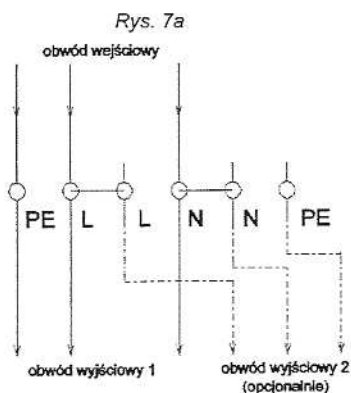 Rys. 7a
obwód wejściowy
PE L L N N PE
obwód wyjściowy 1
obwód wyjściowy 2
(opcjonalnie)